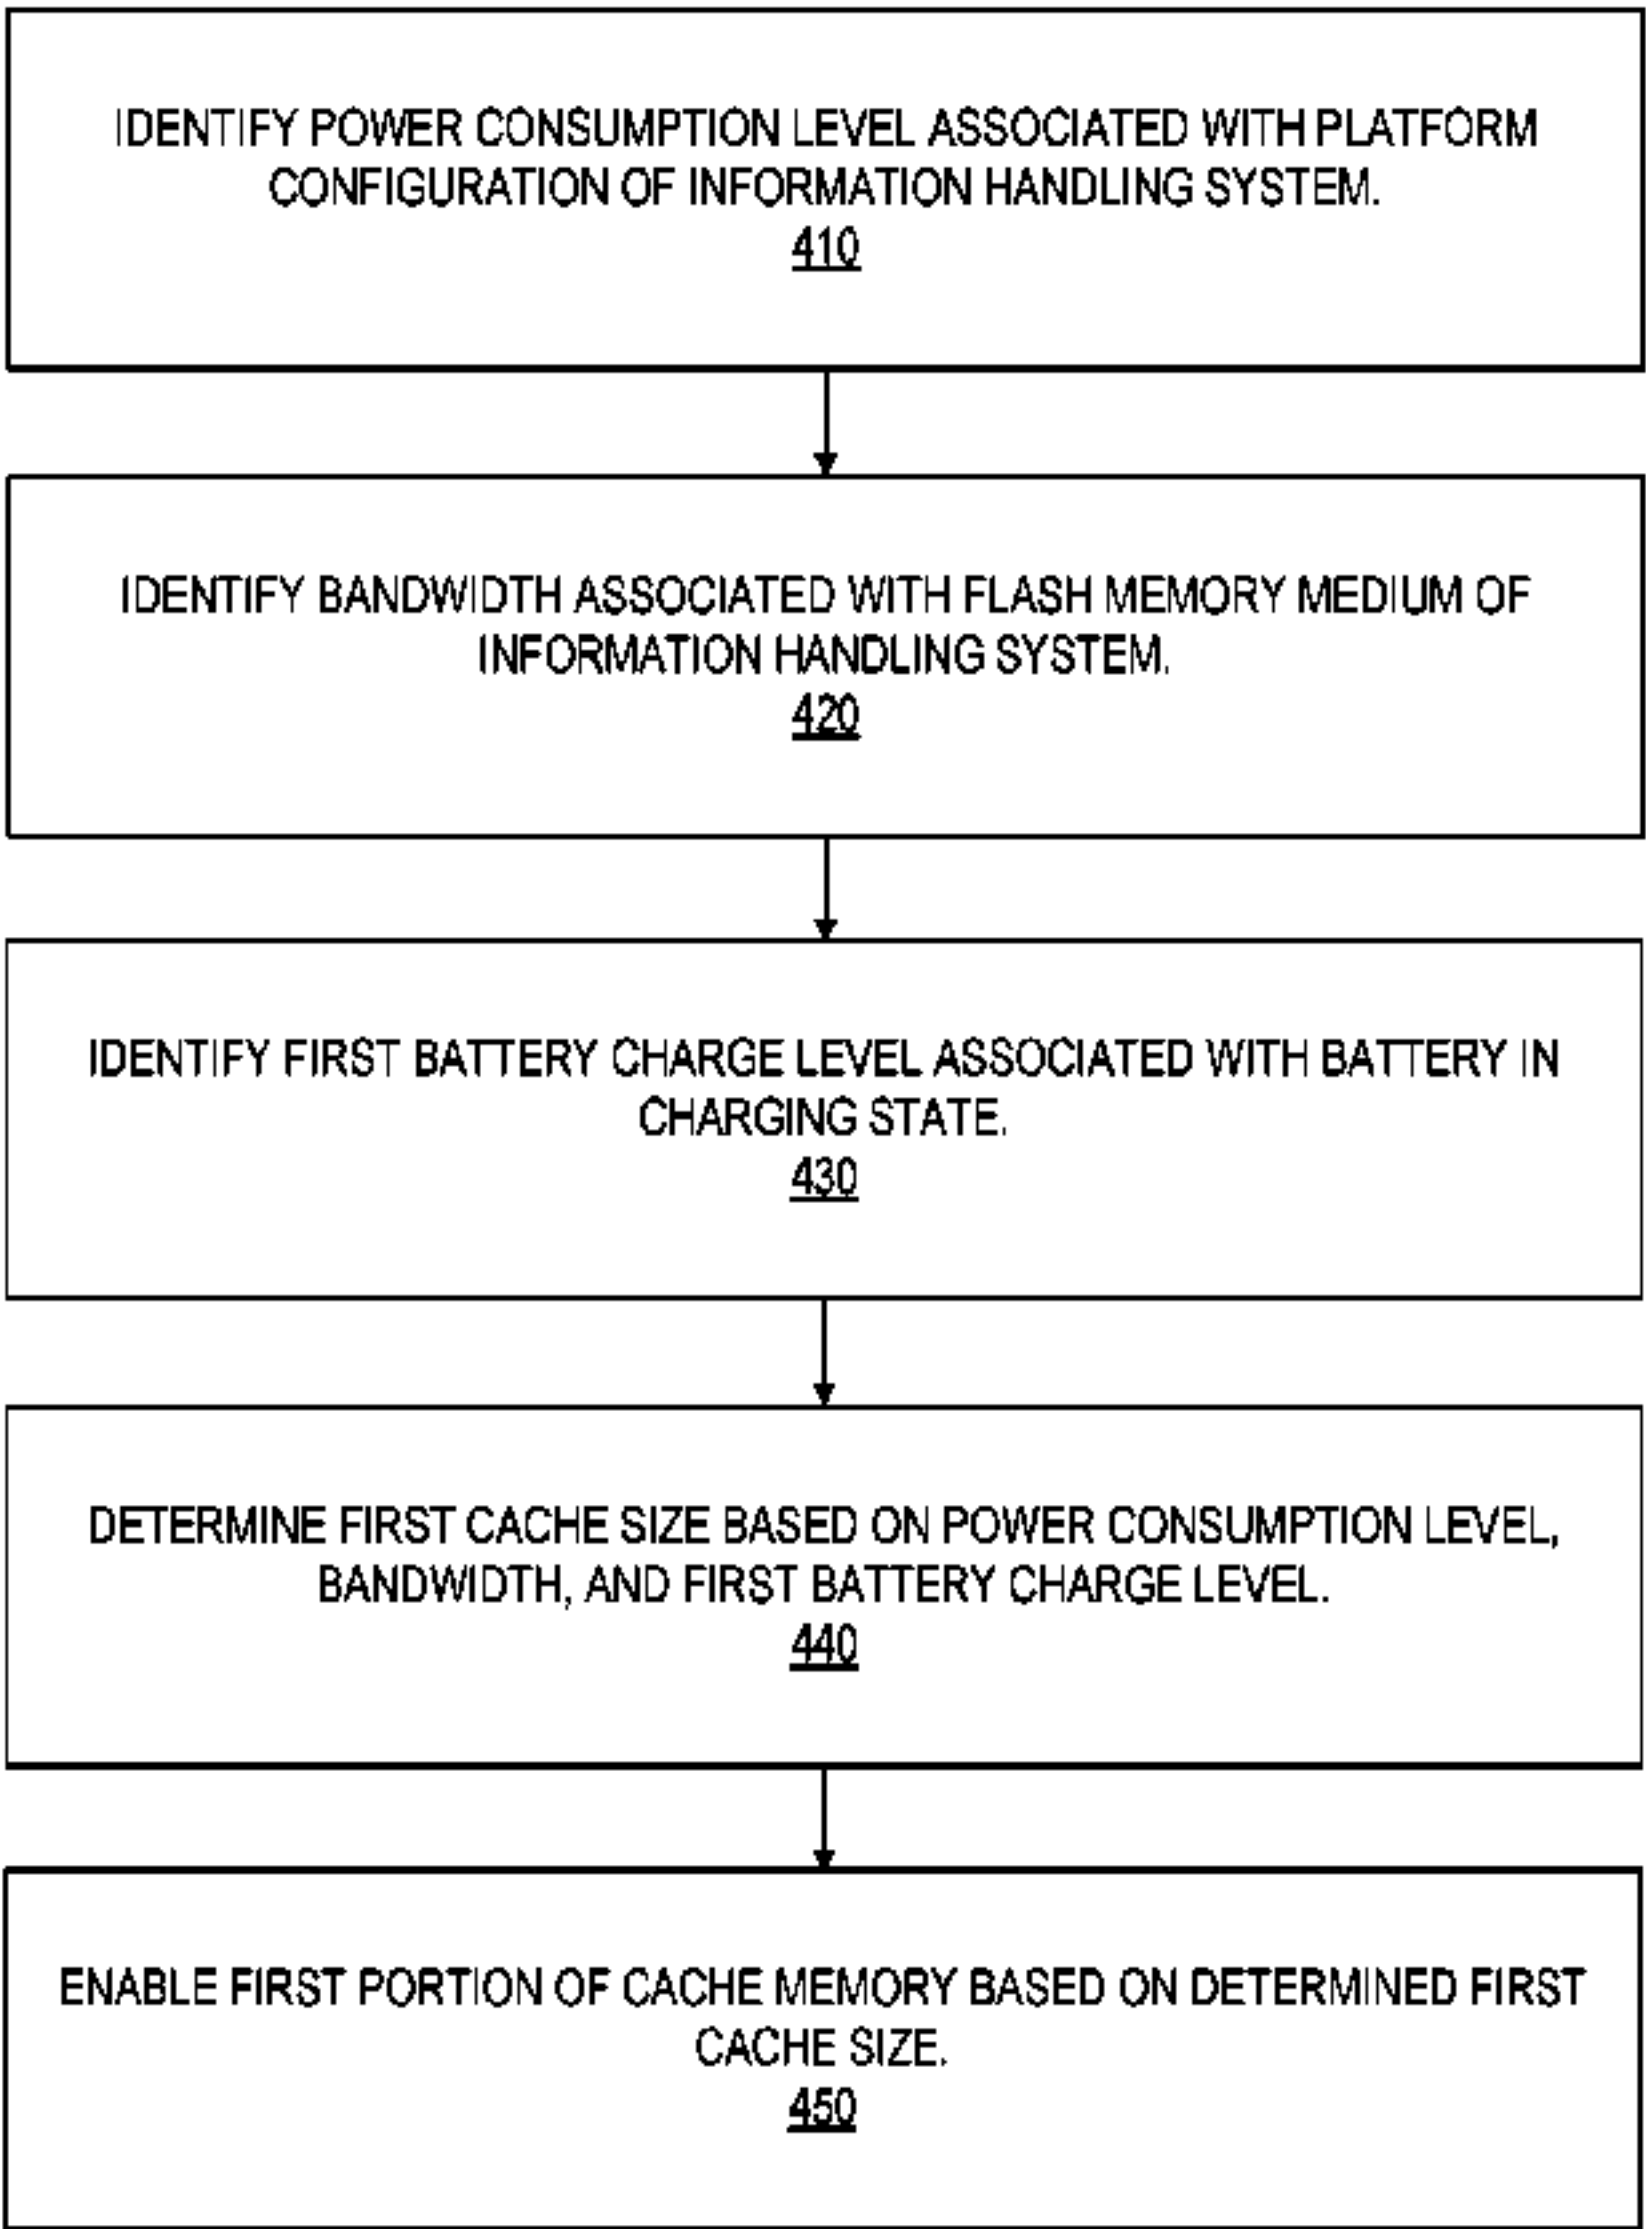 IDENTIFY POWER CONSUMPTION LEVEL ASSOCIATED WITH PLATFORM
CONFIGURATION OF INFORMATION HANDLING SYSTEM.
410
IDENTIFY BANDWIDTH ASSOCIATED WITH FLASH MEMORY MEDIUM OF
INFORMATION HANDLING SYSTEM.
420
IDENTIFY FIRST BATTERY CHARGE LEVEL ASSOCIATED WITH BATTERY IN
CHARGING STATE.
430
DETERMINE FIRST CACHE SIZE BASED ON POWER CONSUMPTION LEVEL,
BANDWIDTH, AND FIRST BATTERY CHARGE LEVEL.
440
ENABLE FIRST PORTION OF CACHE MEMORY BASED ON DETERMINED FIRST
CACHE SIZE.
450